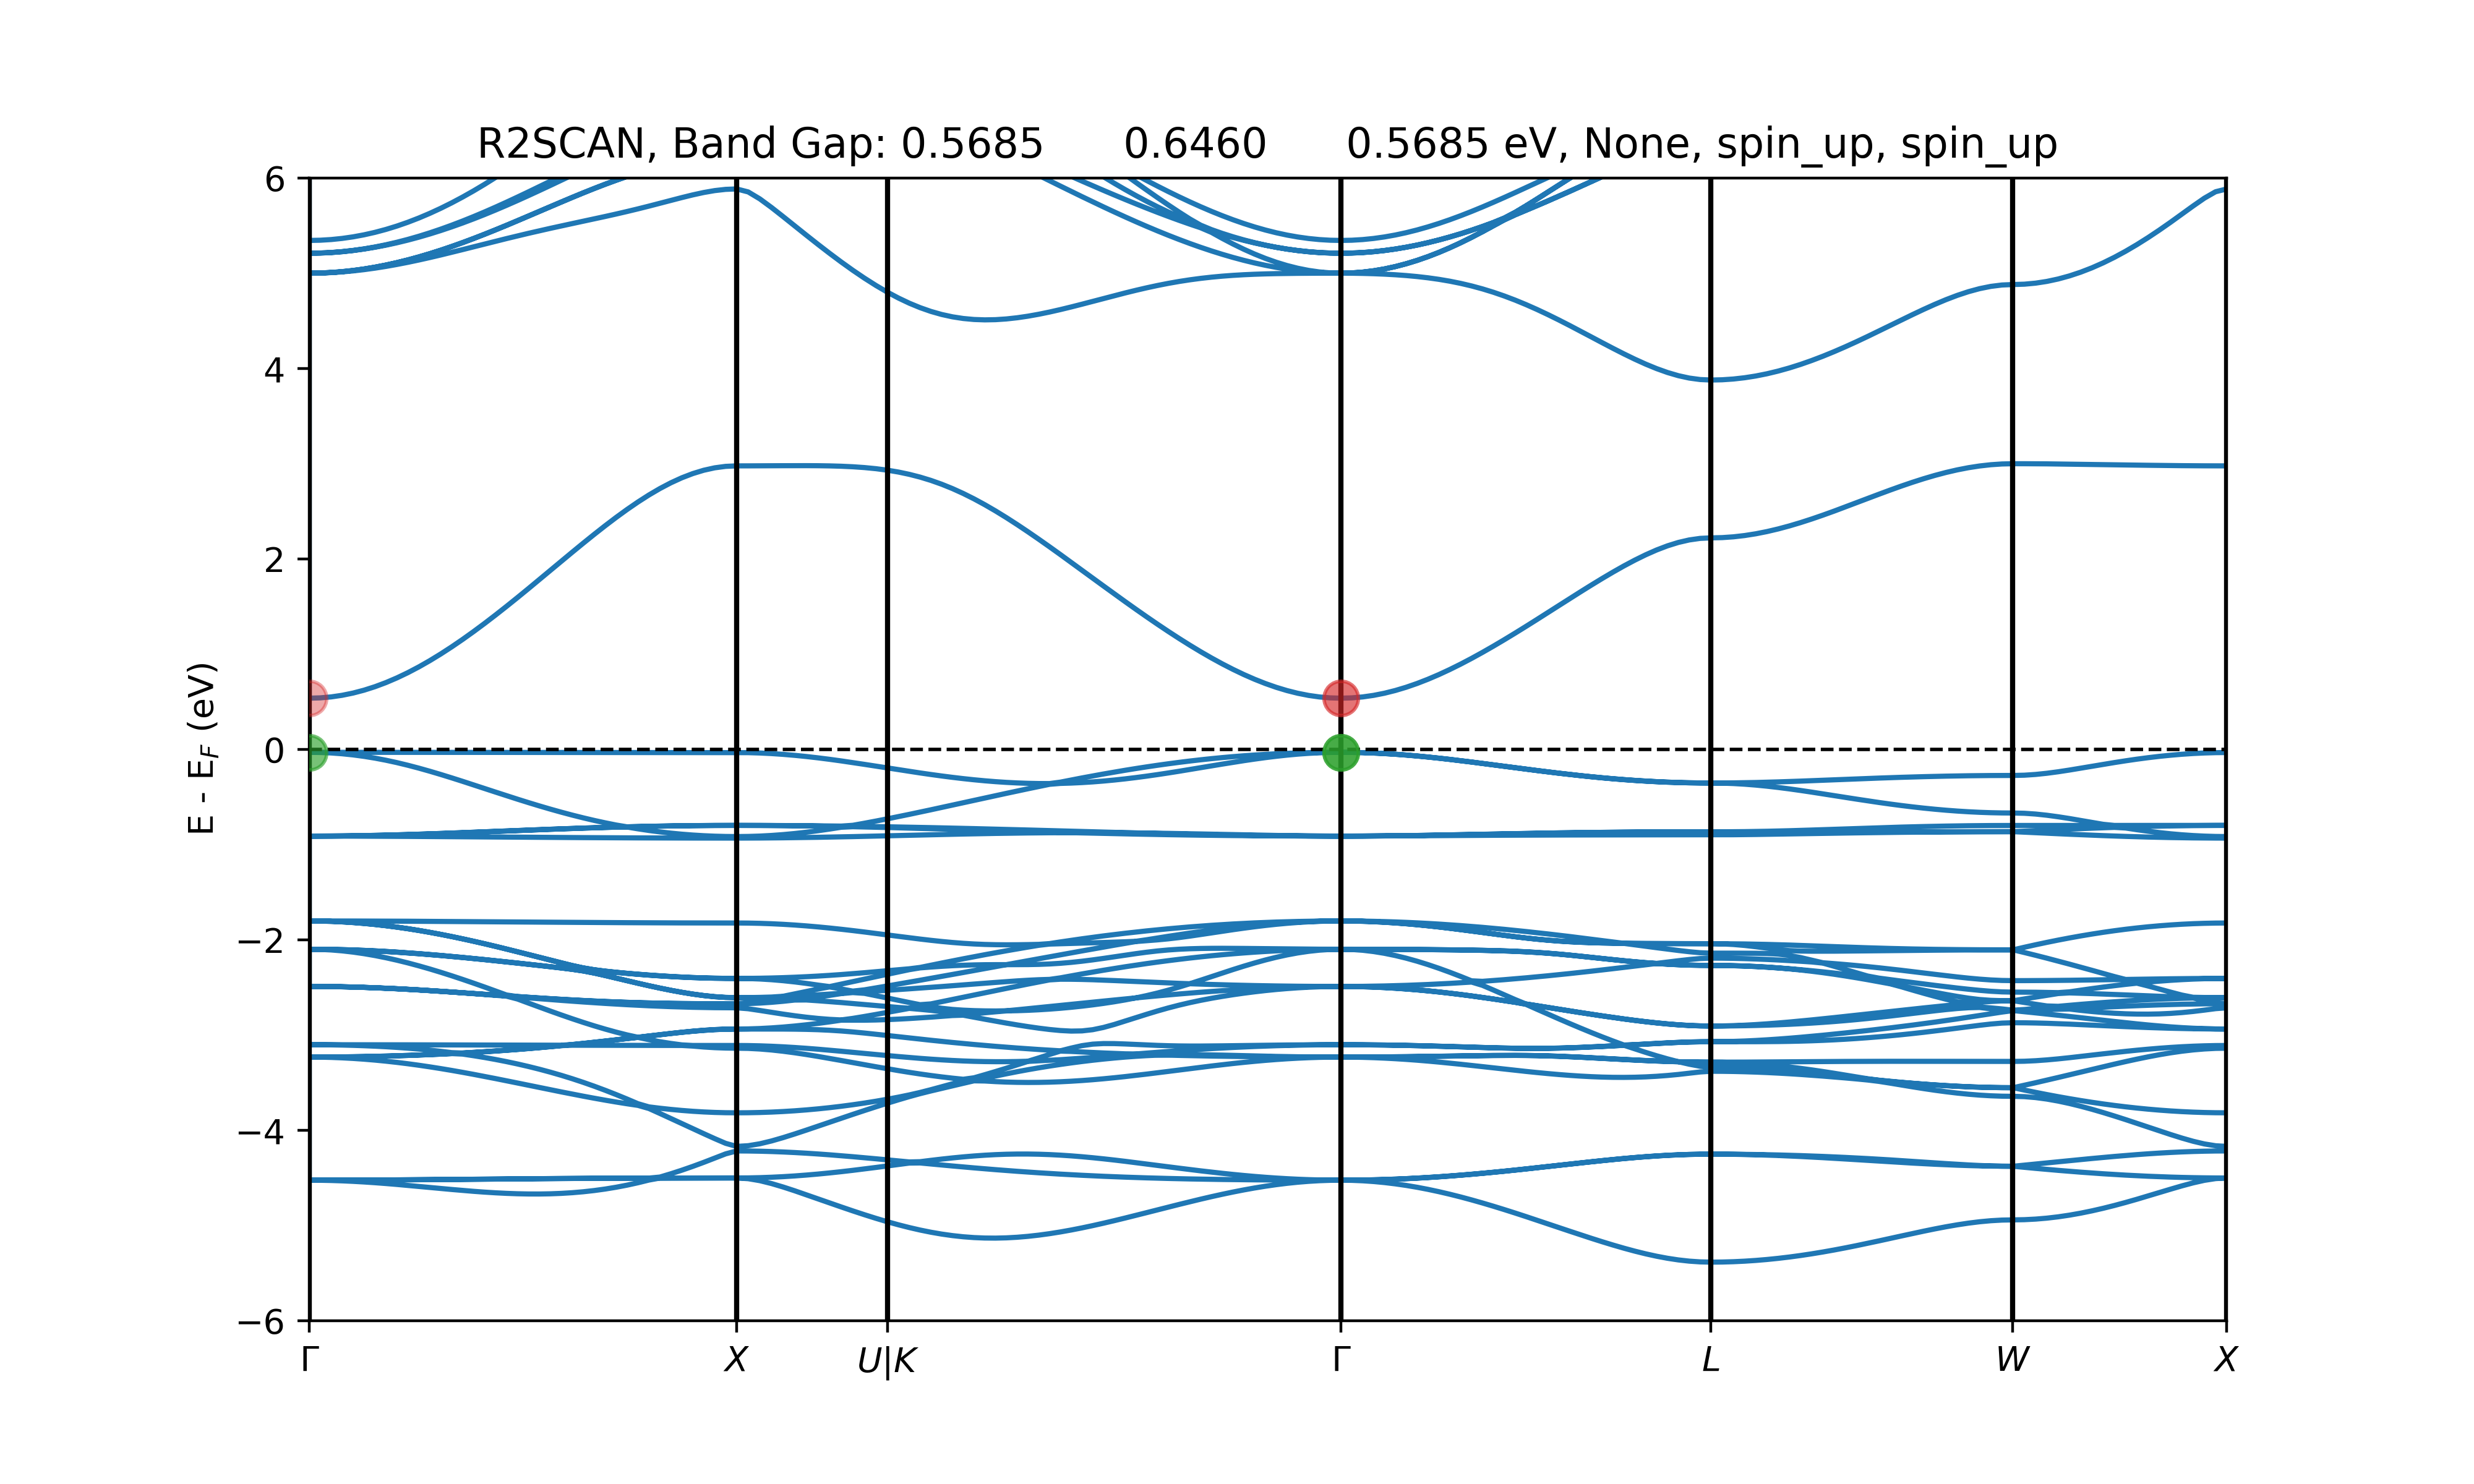 R2SCAN, Band Gap: 0.5685 0.6460 0.5685 eV, None, spin_up, spin_up
E - E_F (eV)
6
4
2
0
−2
−4
−6
Γ X U|K Γ L W X